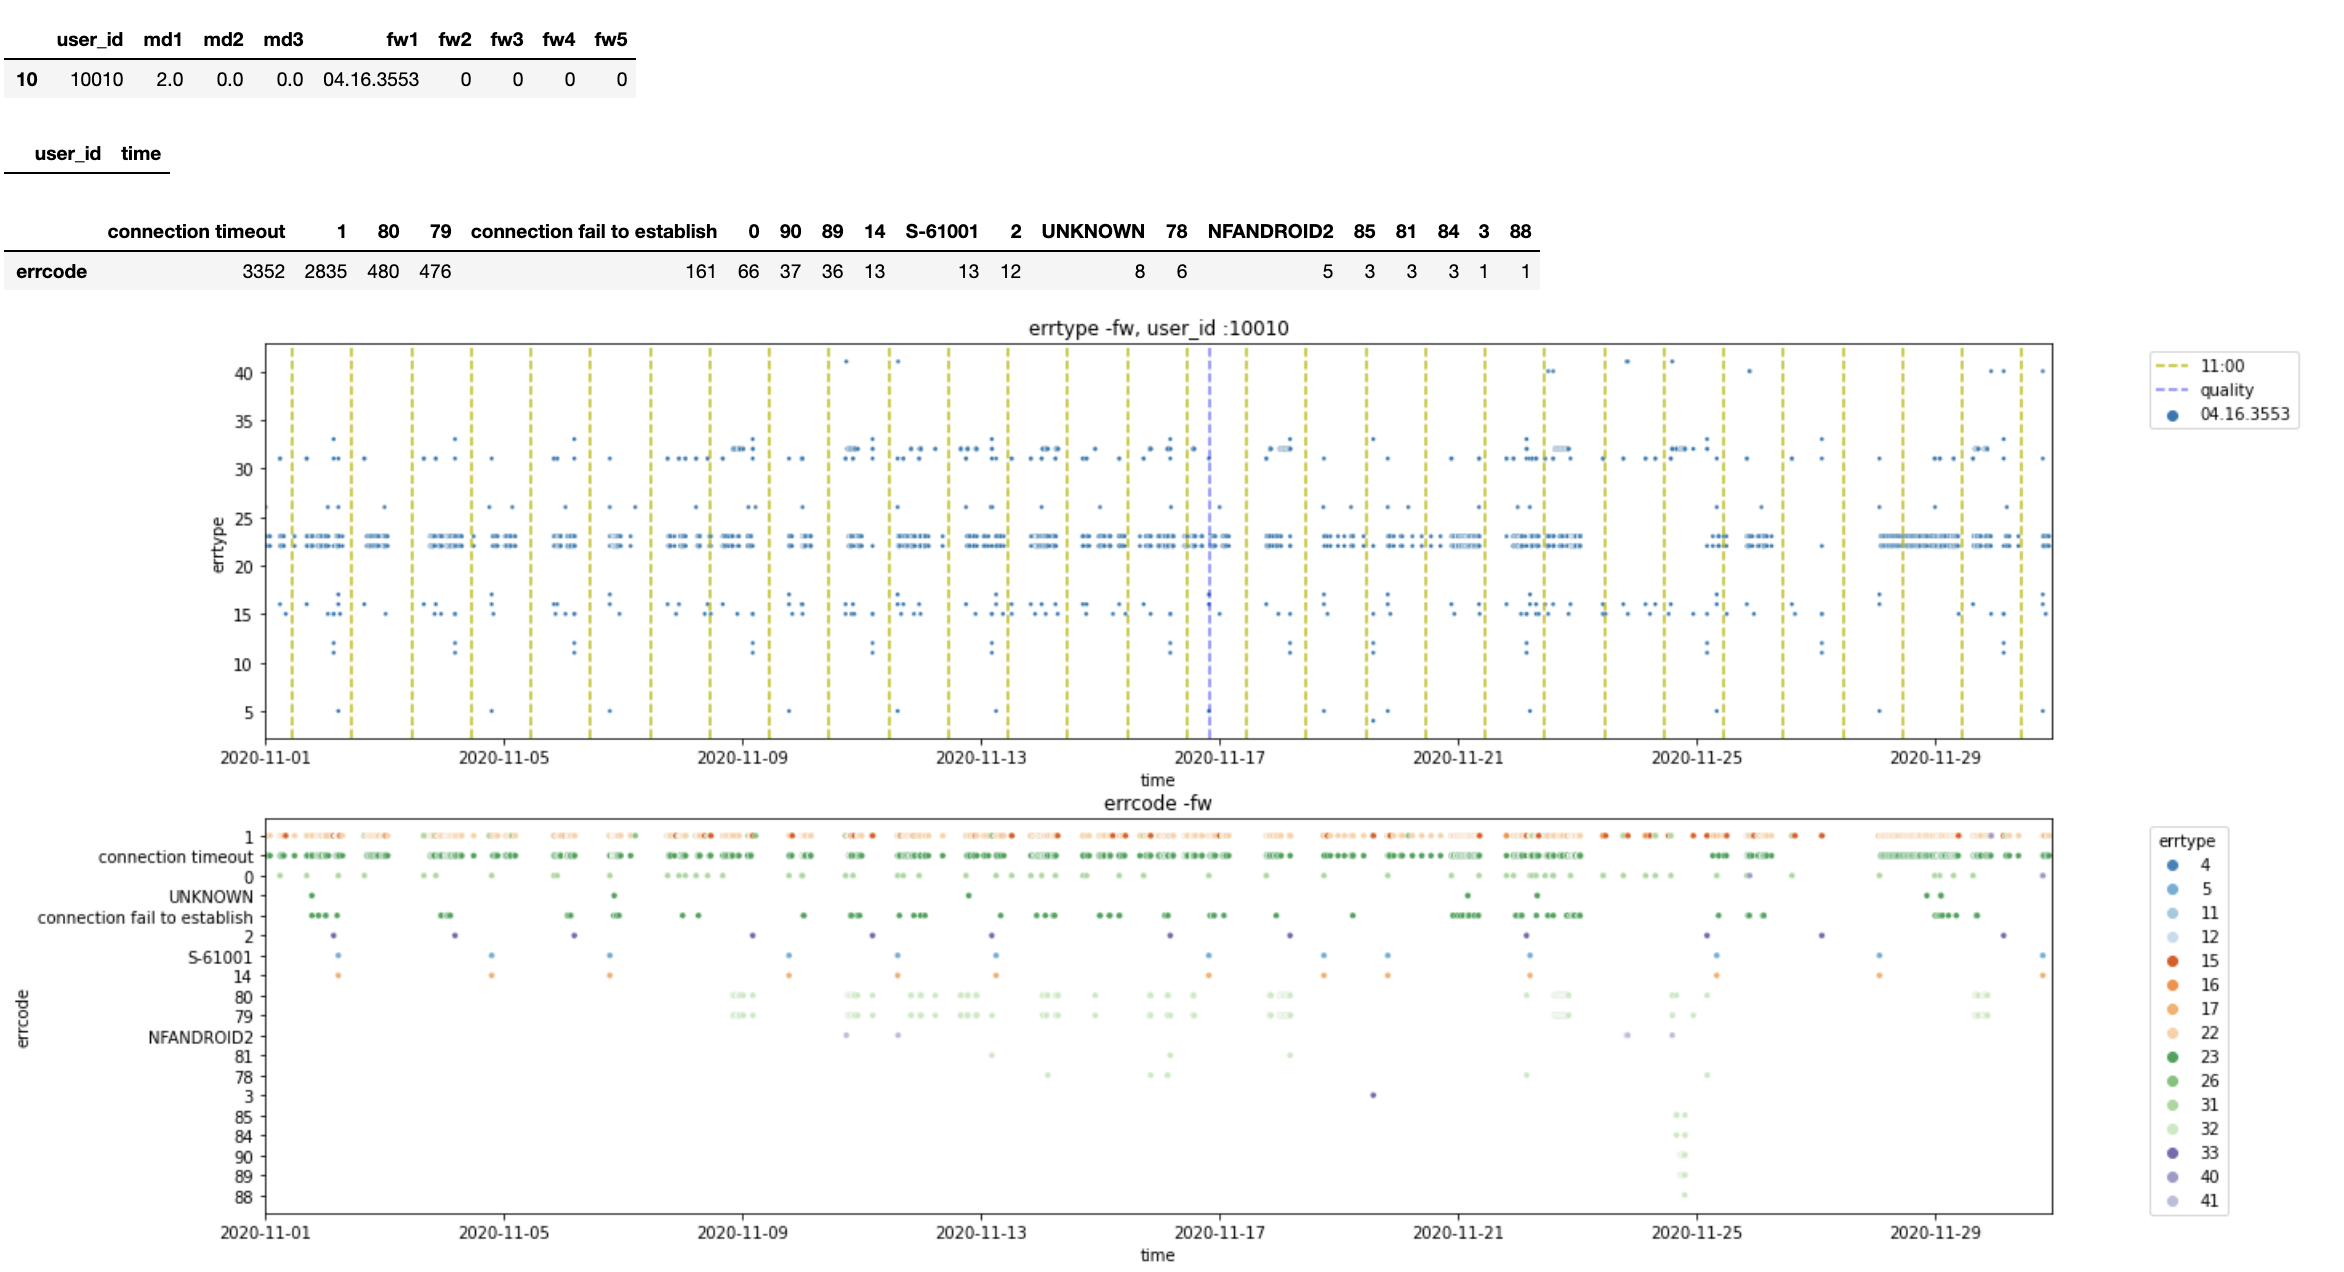 user_id md1 md2 md3 fw1 fw2 fw3 fw4 fw5
10 10010 2.0 0.0 0.0 04.16.3553 0 0 0 0
user_id time
connection timeout 1 80 79 connection fail to establish 0 90 89 14 S-61001 2 UNKNOWN 78 NFANDROID2 85 81 84 3 88
errcode 3352 2835 480 476 161 66 37 36 13 13 12 8 6 5 3 3 3 1 1
errtype -fw, user_id :10010
40
35
30
25
20
15
10
5
errtype
2020-11-01 2020-11-05 2020-11-09 2020-11-13 2020-11-17 2020-11-21 2020-11-25 2020-11-29
time
11:00
quality
04.16.3553
errcode -fw
1
connection timeout
0
UNKNOWN
connection fail to establish
2
S-61001
14
80
79
NFANDROID2
81
78
3
85
84
90
89
88
errcode
2020-11-01 2020-11-05 2020-11-09 2020-11-13 2020-11-17 2020-11-21 2020-11-25 2020-11-29
time
errtype
4
5
11
12
15
16
17
22
23
26
31
32
33
40
41